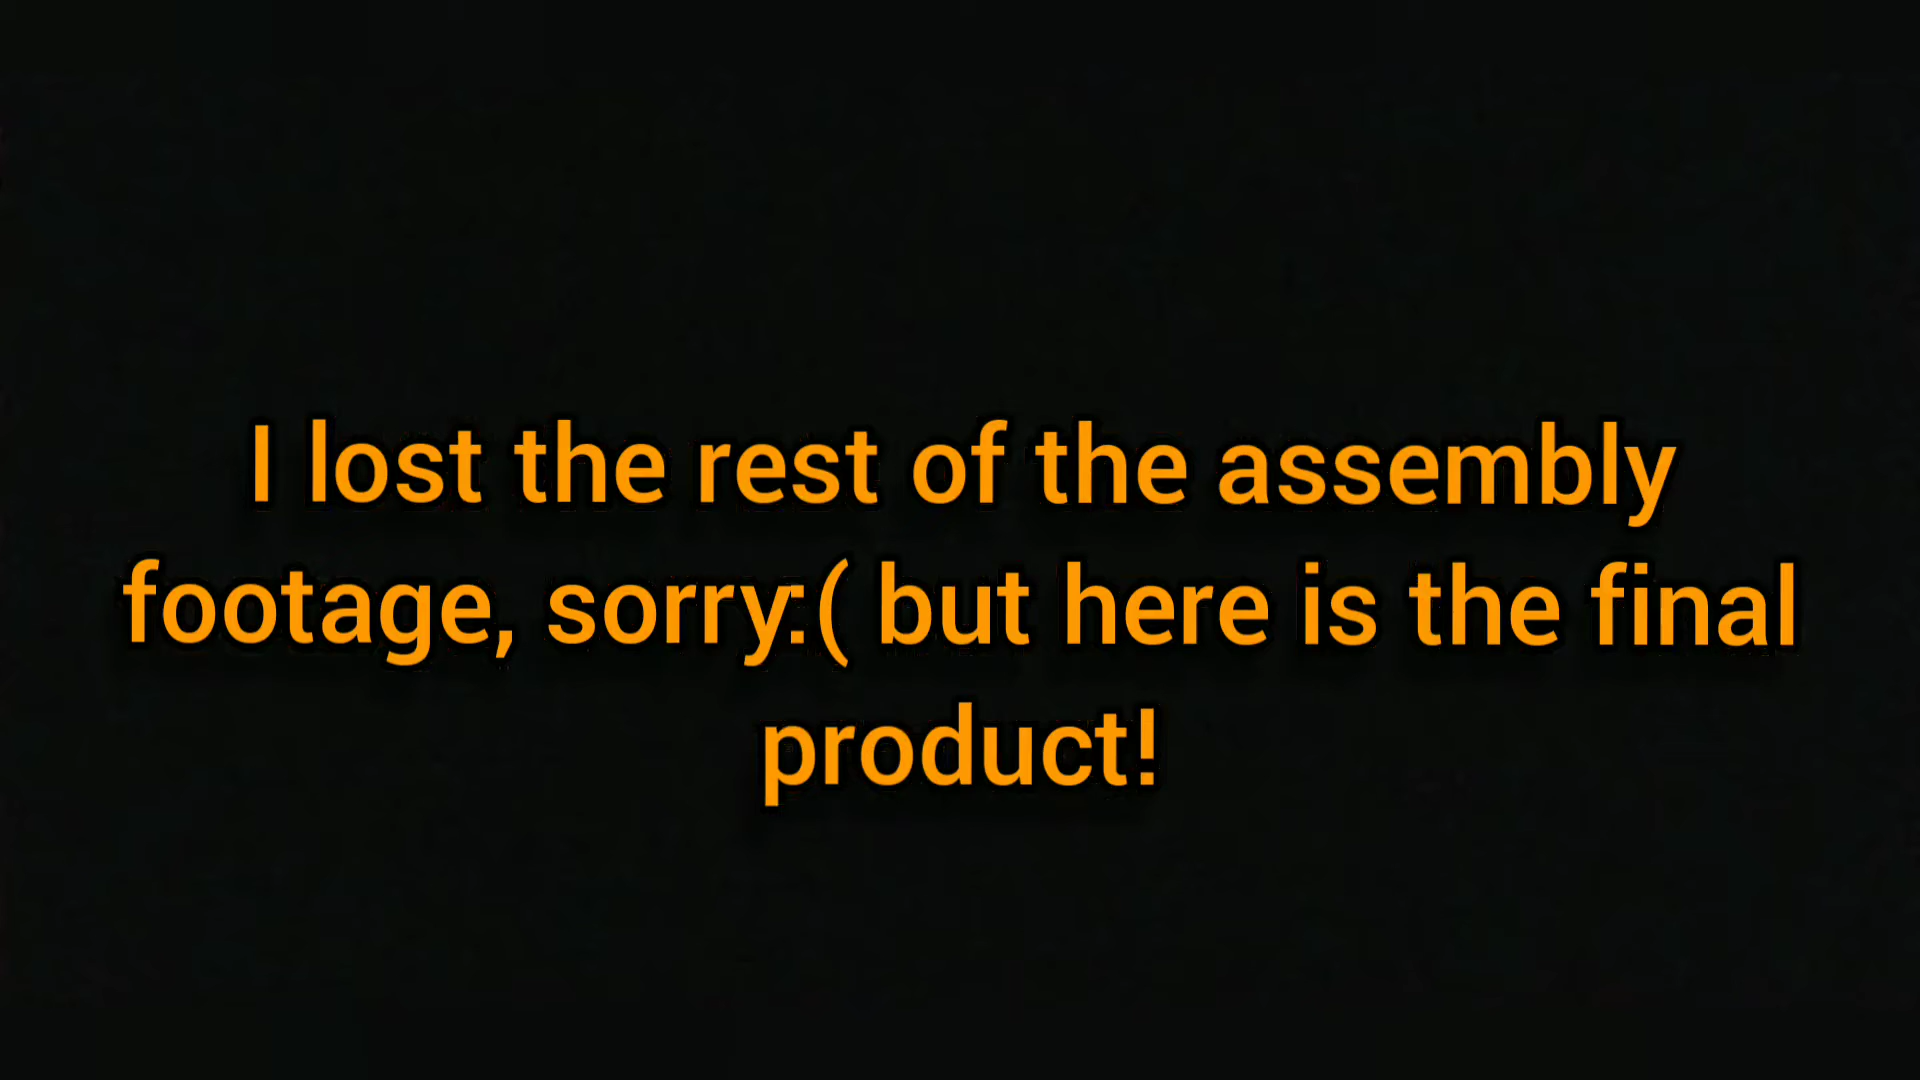 I lost the rest of the assembly
footage, sorry:( but here is the final
product!